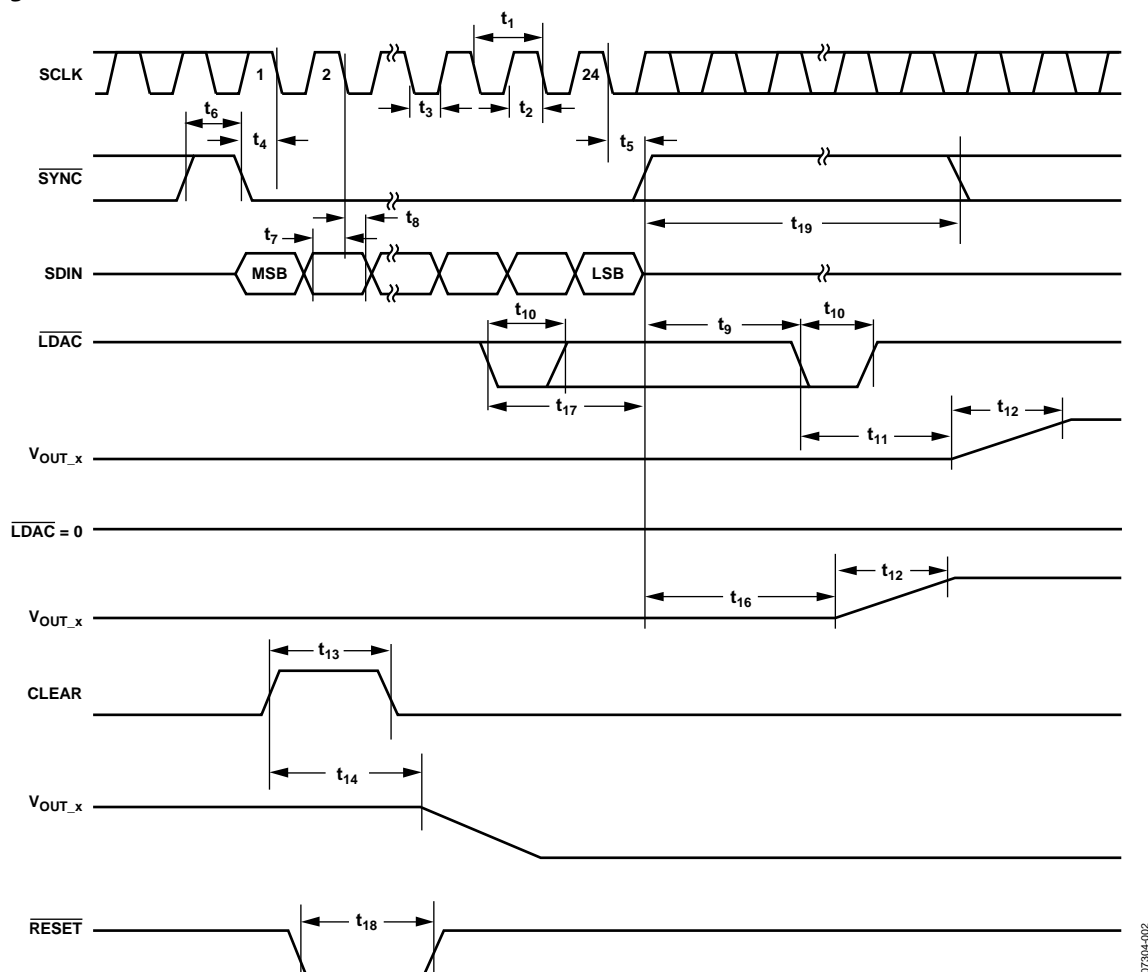 t1
SCLK
1
2
24
t3
t2
t6
t4
t5
SYNC
t19
t7
t8
SDIN
MSB
LSB
t10
t9
t10
LDAC
t17
t11
t12
VOUT_x
LDAC = 0
t12
t16
VOUT_x
t13
CLEAR
t14
VOUT_x
RESET
t18
07304-002